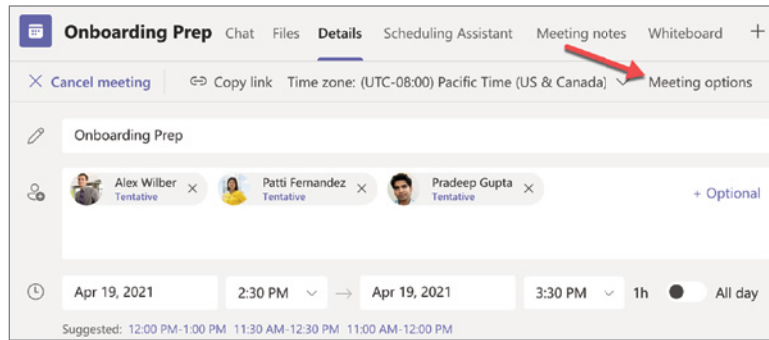 Onboarding Prep Chat Files Details Scheduling Assistant Meeting notes Whiteboard +
Cancel meeting Copy link Time zone: (UTC-08:00) Pacific Time (US & Canada) Meeting options
Onboarding Prep
Alex Wilber Patti Fernandez Pradeep Gupta
Tentative Tentative Tentative
+ Optional
Apr 19, 2021 2:30 PM → Apr 19, 2021 3:30 PM 1h All day
Suggested: 12:00 PM-1:00 PM 11:30 AM-12:30 PM 11:00 AM-12:00 PM